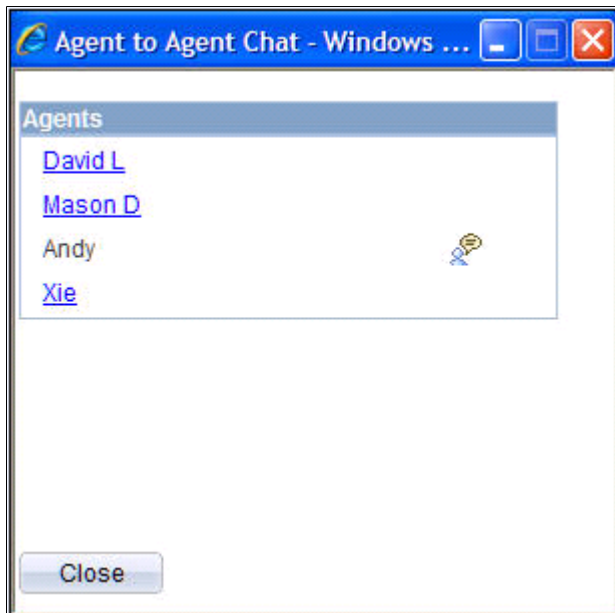 Agent to Agent Chat - Windows ...
Agents
David L
Mason D
Andy
Xie
Close